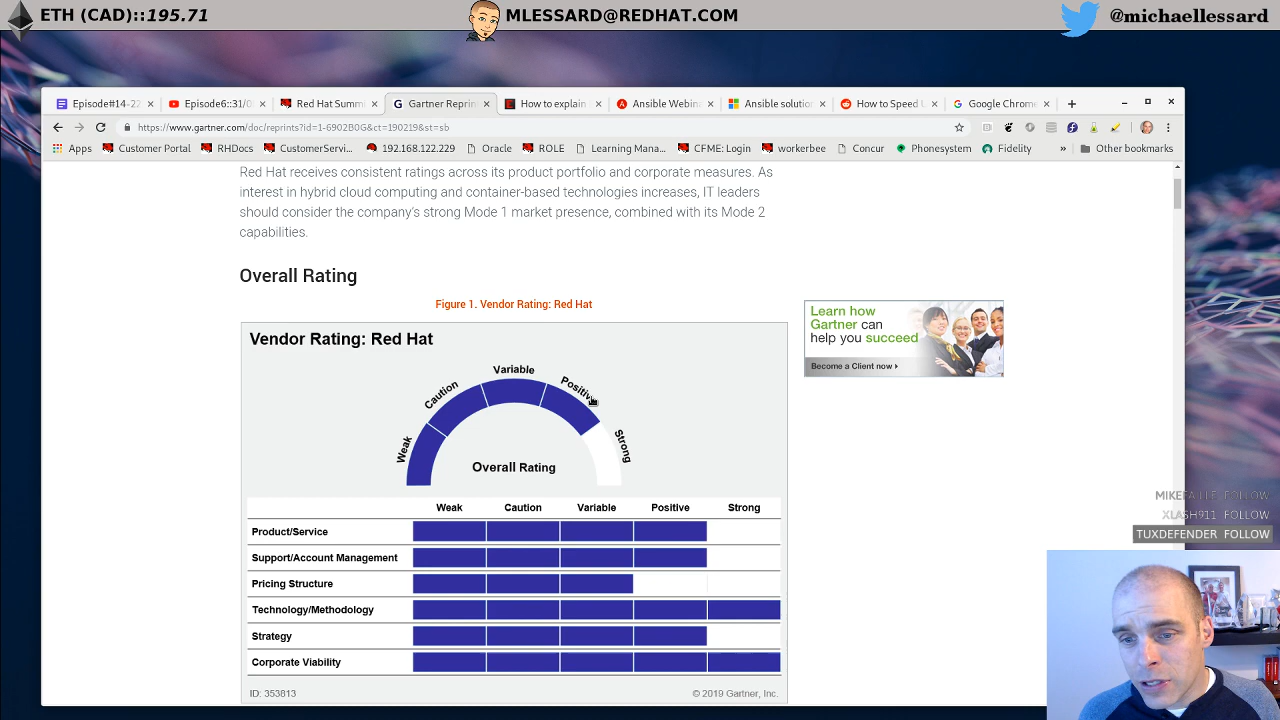 ETH (CAD)::195.71
MLESSARD@REDHAT.COM
@michaellessard
Episode#14-22
Episode6::31/0
Red Hat Summi
Gartner Reprin
How to explain
Ansible Webin
Ansible solutio
How to Speed U
Google Chrome
https://www.gartner.com/doc/reprints?id=1-6902B0G&ct=190219&st=sb
Apps
Customer Portal
RHDocs
CustomerServi...
192.168.122.229
Oracle
ROLE
Learning Mana...
CFME: Login
workerbee
Concur
Phonesystem
Fidelity
»
Other bookmarks
Red Hat receives consistent ratings across its product portfolio and corporate measures. As
interest in hybrid cloud computing and container-based technologies increases, IT leaders
should consider the company's strong Mode 1 market presence, combined with its Mode 2
capabilities.
Overall Rating
Figure 1. Vendor Rating: Red Hat
Vendor Rating: Red Hat
Weak
Caution
Variable
Positive
Strong
Overall Rating
Weak Caution Variable Positive Strong
Product/Service
Support/Account Management
Pricing Structure
Technology/Methodology
Strategy
Corporate Viability
ID: 353813
© 2019 Gartner, Inc.
Learn how
Gartner can
help you succeed
Become a Client now
MIKEFAILLE FOLLOW
XLASH911 FOLLOW
TUXDEFENDER FOLLOW